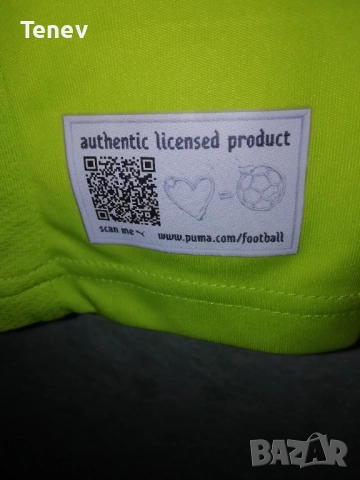 Tenev
authentic licensed product
scan me
www.puma.com/football
BAZAR